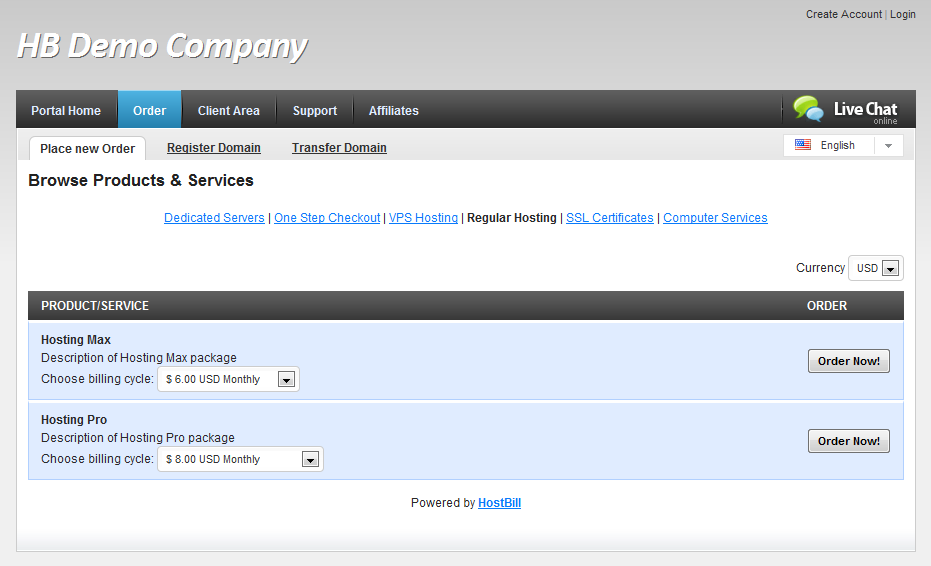 Create Account | Login
HB Demo Company
Portal Home Order Client Area Support Affiliates Live Chat online
Place new Order Register Domain Transfer Domain English
Browse Products & Services
Dedicated Servers | One Step Checkout | VPS Hosting | Regular Hosting | SSL Certificates | Computer Services
Currency USD
PRODUCT/SERVICE ORDER
Hosting Max
Description of Hosting Max package
Choose billing cycle: $ 6.00 USD Monthly Order Now!
Hosting Pro
Description of Hosting Pro package
Choose billing cycle: $ 8.00 USD Monthly Order Now!
Powered by HostBill